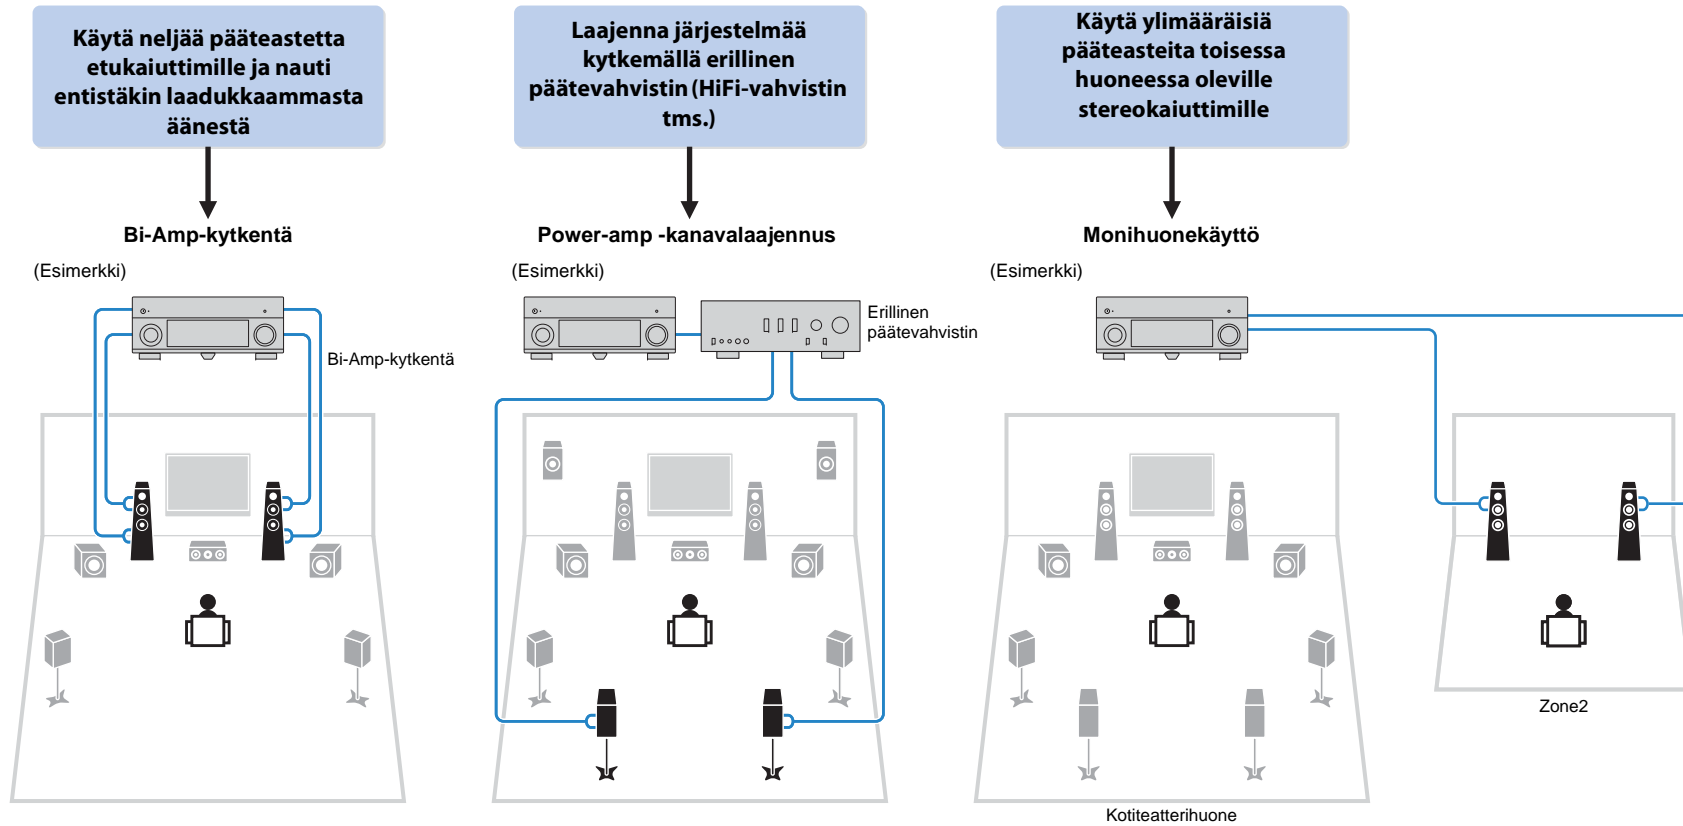 Käytä neljää pääteastetta
etukaiuttimille ja nauti
entistäkin laadukkaammasta
äänestä
Bi-Amp-kytkentä
(Esimerkki)
Bi-Amp-kytkentä
Laajenna järjestelmää
kytkemällä erillinen
päätevahvistin (HiFi-vahvistin
tms.)
Power-amp -kanavalaajennus
(Esimerkki)
Erillinen
päätevahvistin
Käytä ylimääräisiä
pääteasteita toisessa
huoneessa oleville
stereokaiuttimille
Monihuonekäyttö
(Esimerkki)
Zone2
Kotiteatterihuone